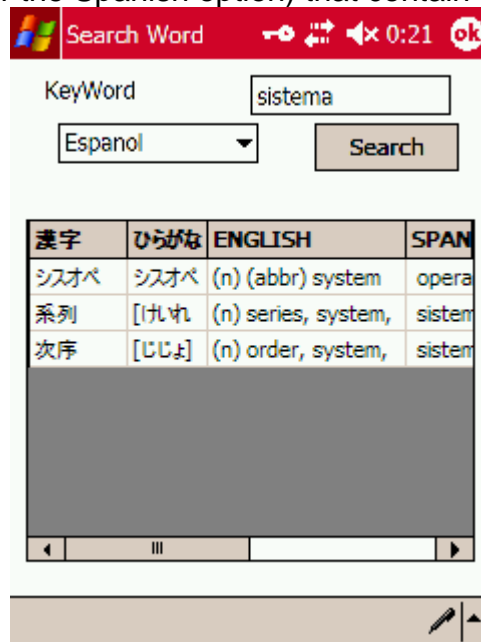 r the Spanish option) that contain
Search Word 0:21 ok
KeyWord sistema
Espanol Search
漢字 ひらがな ENGLISH SPAN
シスオペ シスオペ (n) (abbr) system opera
系列 [けいれ (n) series, system, sistem
次序 [じじょ] (n) order, system, sistem